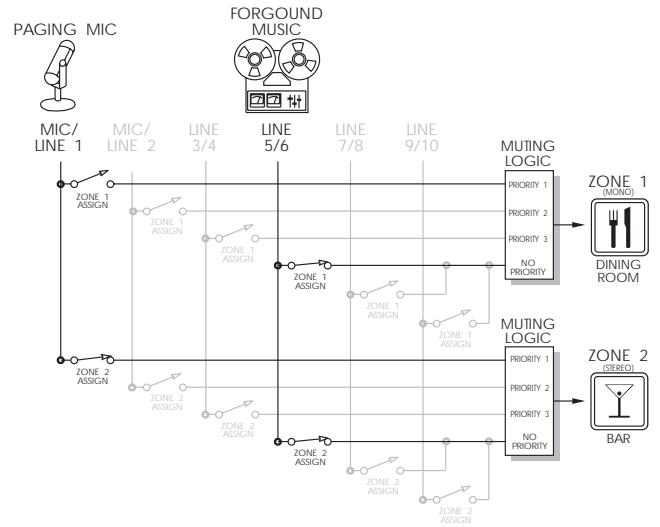 FORGOUND
MUSIC
PAGING MIC
MIC/
LINE 1
MIC/
LINE 2
LINE
3/4
LINE
5/6
LINE
7/8
LINE
9/10
MUTING
LOGIC
PRIORITY 1
PRIORITY 2
PRIORITY 3
NO
PRIORITY
ZONE 1
(MONO)
DINING
ROOM
ZONE 1
ASSIGN
ZONE 1
ASSIGN
ZONE 1
ASSIGN
ZONE 1
ASSIGN
ZONE 1
ASSIGN
ZONE 1
ASSIGN
MUTING
LOGIC
PRIORITY 1
PRIORITY 2
PRIORITY 3
NO
PRIORITY
ZONE 2
(STEREO)
BAR
ZONE 2
ASSIGN
ZONE 2
ASSIGN
ZONE 2
ASSIGN
ZONE 2
ASSIGN
ZONE 2
ASSIGN
ZONE 2
ASSIGN